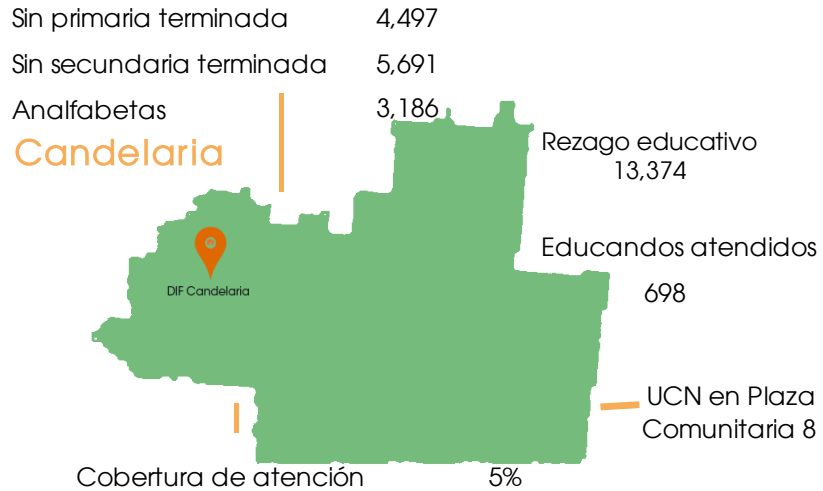 Sin primaria terminada 4,497
Sin secundaria terminada 5,691
Analfabetas 3,186
Candelaria
Rezago educativo
13,374
DIF Candelaria
Educandos atendidos
698
UCN en Plaza
Comunitaria 8
Cobertura de atención 5%